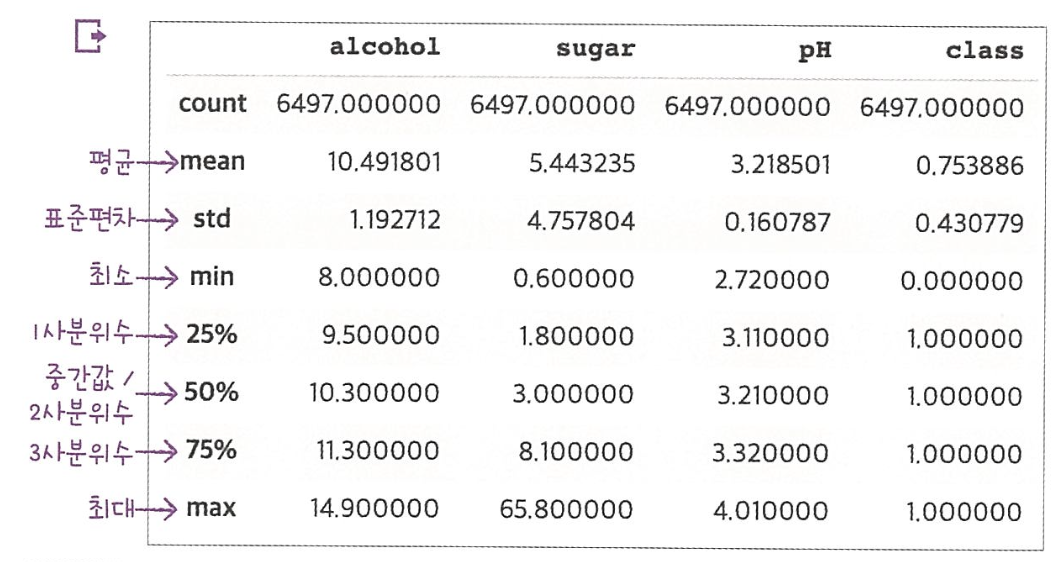 alcohol sugar pH class
count 6497.000000 6497.000000 6497.000000 6497.000000
평균 mean 10.491801 5.443235 3.218501 0.753886
표준편차 std 1.192712 4.757804 0.160787 0.430779
최소 min 8.000000 0.600000 2.720000 0.000000
1사분위수 25% 9.500000 1.800000 3.110000 1.000000
중간값 /
2사분위수 50% 10.300000 3.000000 3.210000 1.000000
3사분위수 75% 11.300000 8.100000 3.320000 1.000000
최대 max 14.900000 65.800000 4.010000 1.000000